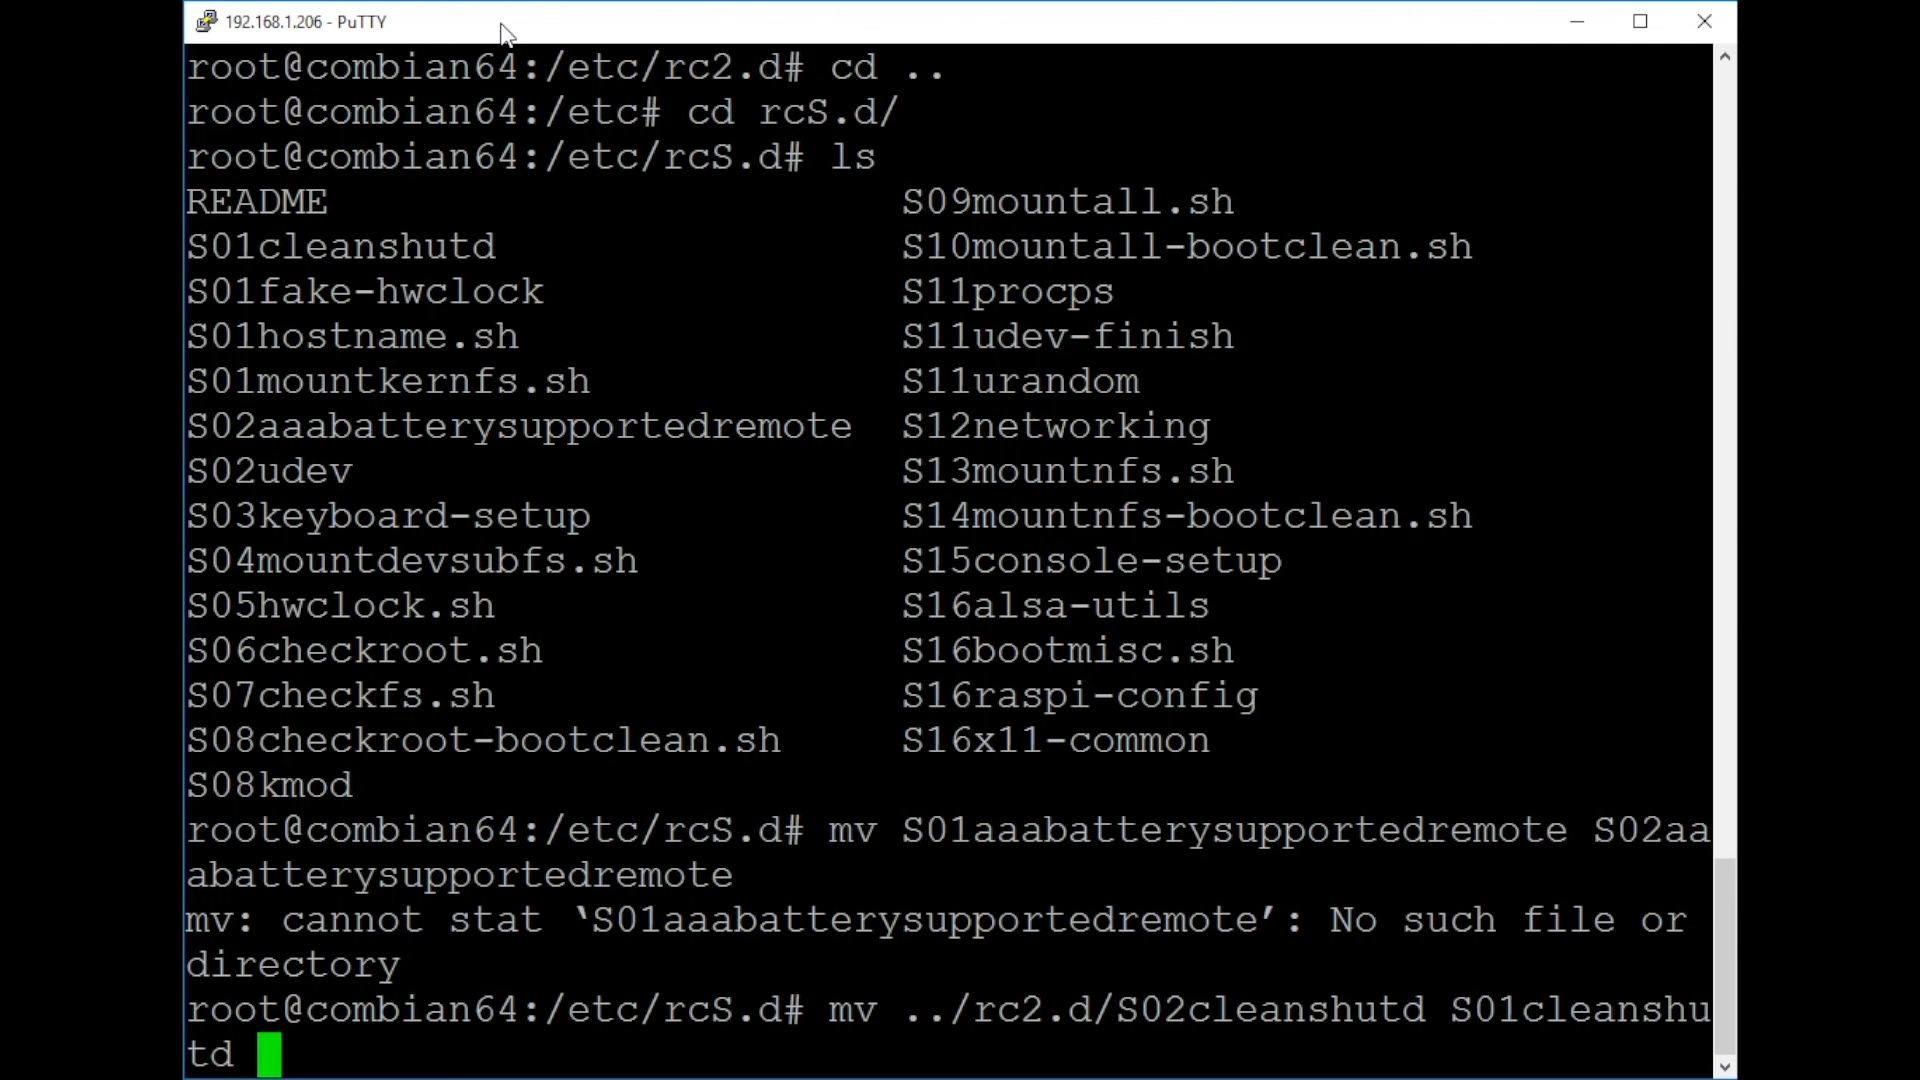 192.168.1.206 - PuTTY
root@combian64:/etc/rc2.d# cd ..
root@combian64:/etc# cd rcS.d/
root@combian64:/etc/rcS.d# ls
README S09mountall.sh
S01cleanshutd S10mountall-bootclean.sh
S01fake-hwclock S11procps
S01hostname.sh S11udev-finish
S01mountkernfs.sh S11urandom
S02aaabatterysupportedremote S12networking
S02udev S13mountnfs.sh
S03keyboard-setup S14mountnfs-bootclean.sh
S04mountdevsubfs.sh S15console-setup
S05hwclock.sh S16alsa-utils
S06checkroot.sh S16bootmisc.sh
S07checkfs.sh S16raspi-config
S08checkroot-bootclean.sh S16x11-common
S08kmod
root@combian64:/etc/rcS.d# mv S01aaabatterysupportedremote S02aa
abatterysupportedremote
mv: cannot stat ‘S01aaabatterysupportedremote’: No such file or
directory
root@combian64:/etc/rcS.d# mv ../rc2.d/S02cleanshutd S01cleanshu
td